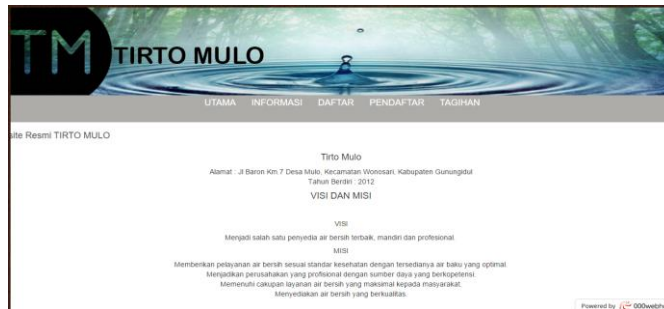 TM TIRTO MULO
UTAMA INFORMASI DAFTAR PENDAFTAR TAGIHAN
site Resmi TIRTO MULO
Tirto Mulo
Alamat : Jl Baron Km 7 Desa Mulo, Kecamatan Wonosari, Kabupaten Gunungidul
Tahun Berdiri : 2012
VISI DAN MISI
VISI
Menjadi salah satu penyedia air bersih terbaik, mandiri dan profesional
MISI
Memberikan pelayanan air bersih sesuai standar kesehatan dengan tersedianya air baku yang optimal.
Menjadikan perusahakan yang profisional dengan sumber daya yang berkopetensi.
Memenuhi cakupan layanan air bersih yang maksimal kepada masyarakat.
Menyediakan air bersih yang berkualitas.
Powered by 000webh